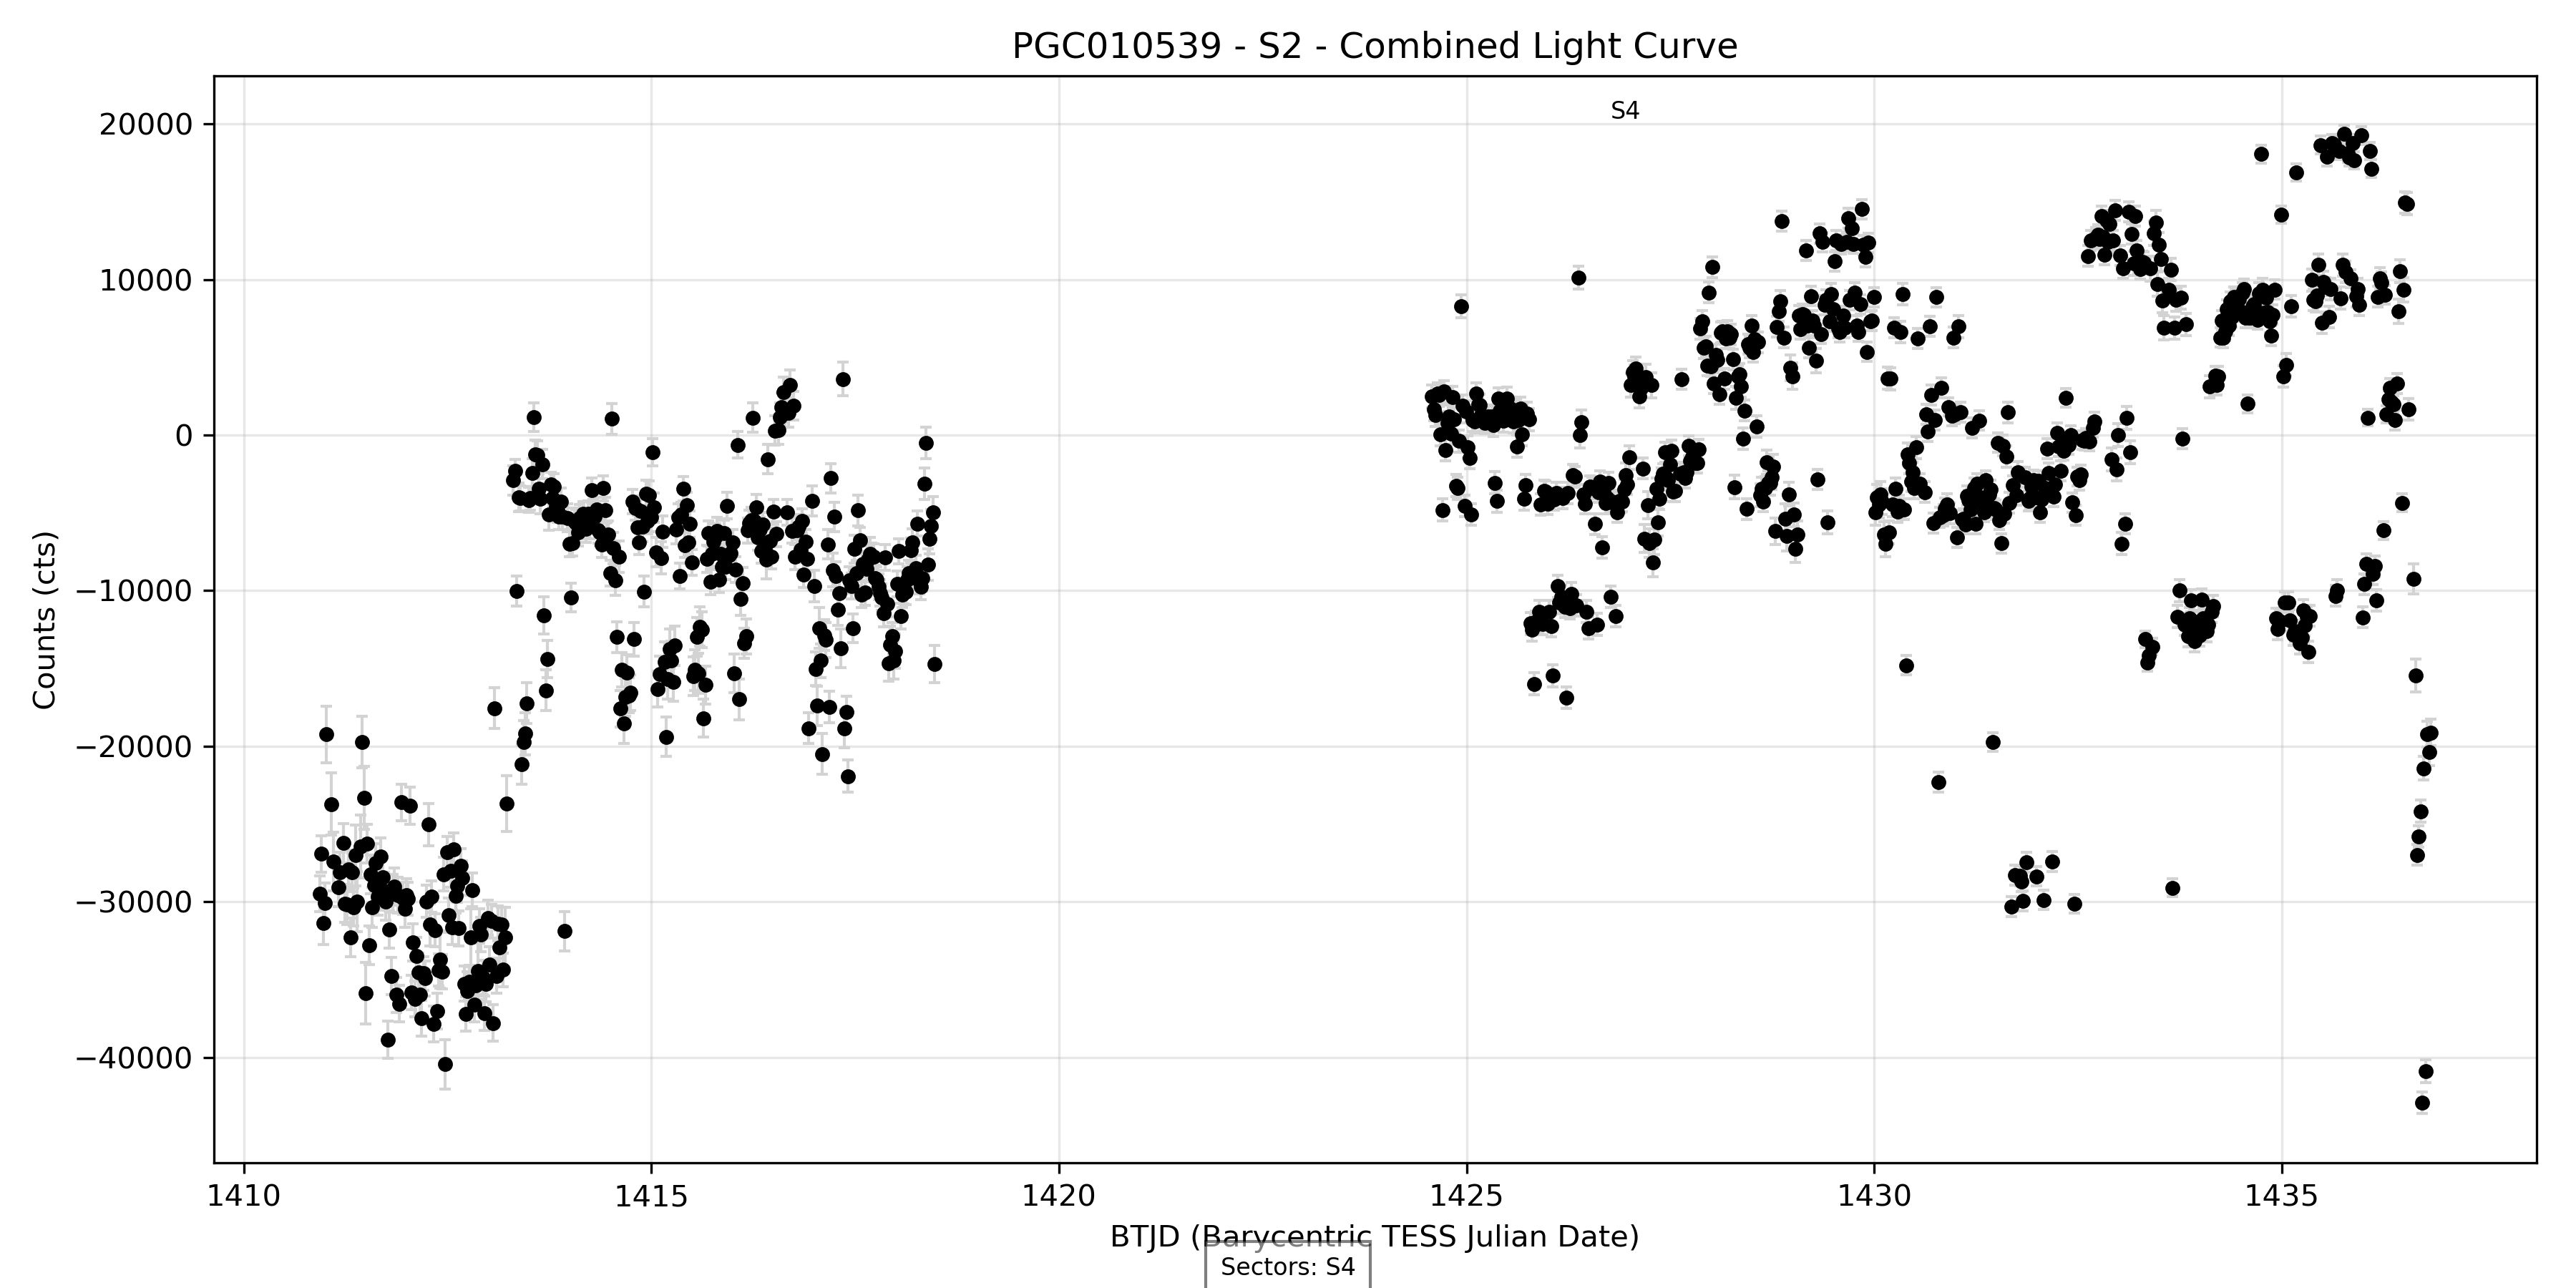 PGC010539 - S2 - Combined Light Curve
S4
20000
10000
0
−10000
−20000
−30000
−40000
Counts (cts)
1410 1415 1420 1425 1430 1435
BTJD (Barycentric TESS Julian Date)
Sectors: S4